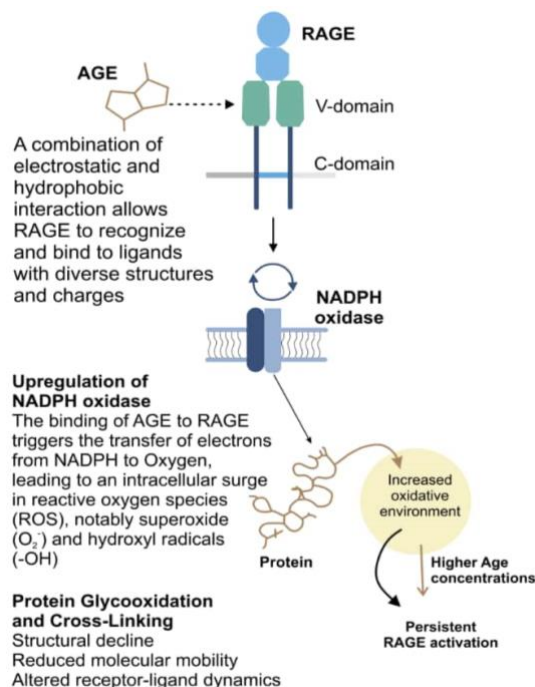 RAGE
AGE
V-domain
C-domain
A combination of
electrostatic and
hydrophobic
interaction allows
RAGE to recognize
and bind to ligands
with diverse structures
and charges
NADPH
oxidase
Upregulation of
NADPH oxidase
The binding of AGE to RAGE
triggers the transfer of electrons
from NADPH to Oxygen,
leading to an intracellular surge
in reactive oxygen species
(ROS), notably superoxide
(O₂⁻) and hydroxyl radicals
(-OH)
Protein
Increased
oxidative
environment
Higher Age
concentrations
Persistent
RAGE activation
Protein Glycooxidation
and Cross-Linking
Structural decline
Reduced molecular mobility
Altered receptor-ligand dynamics